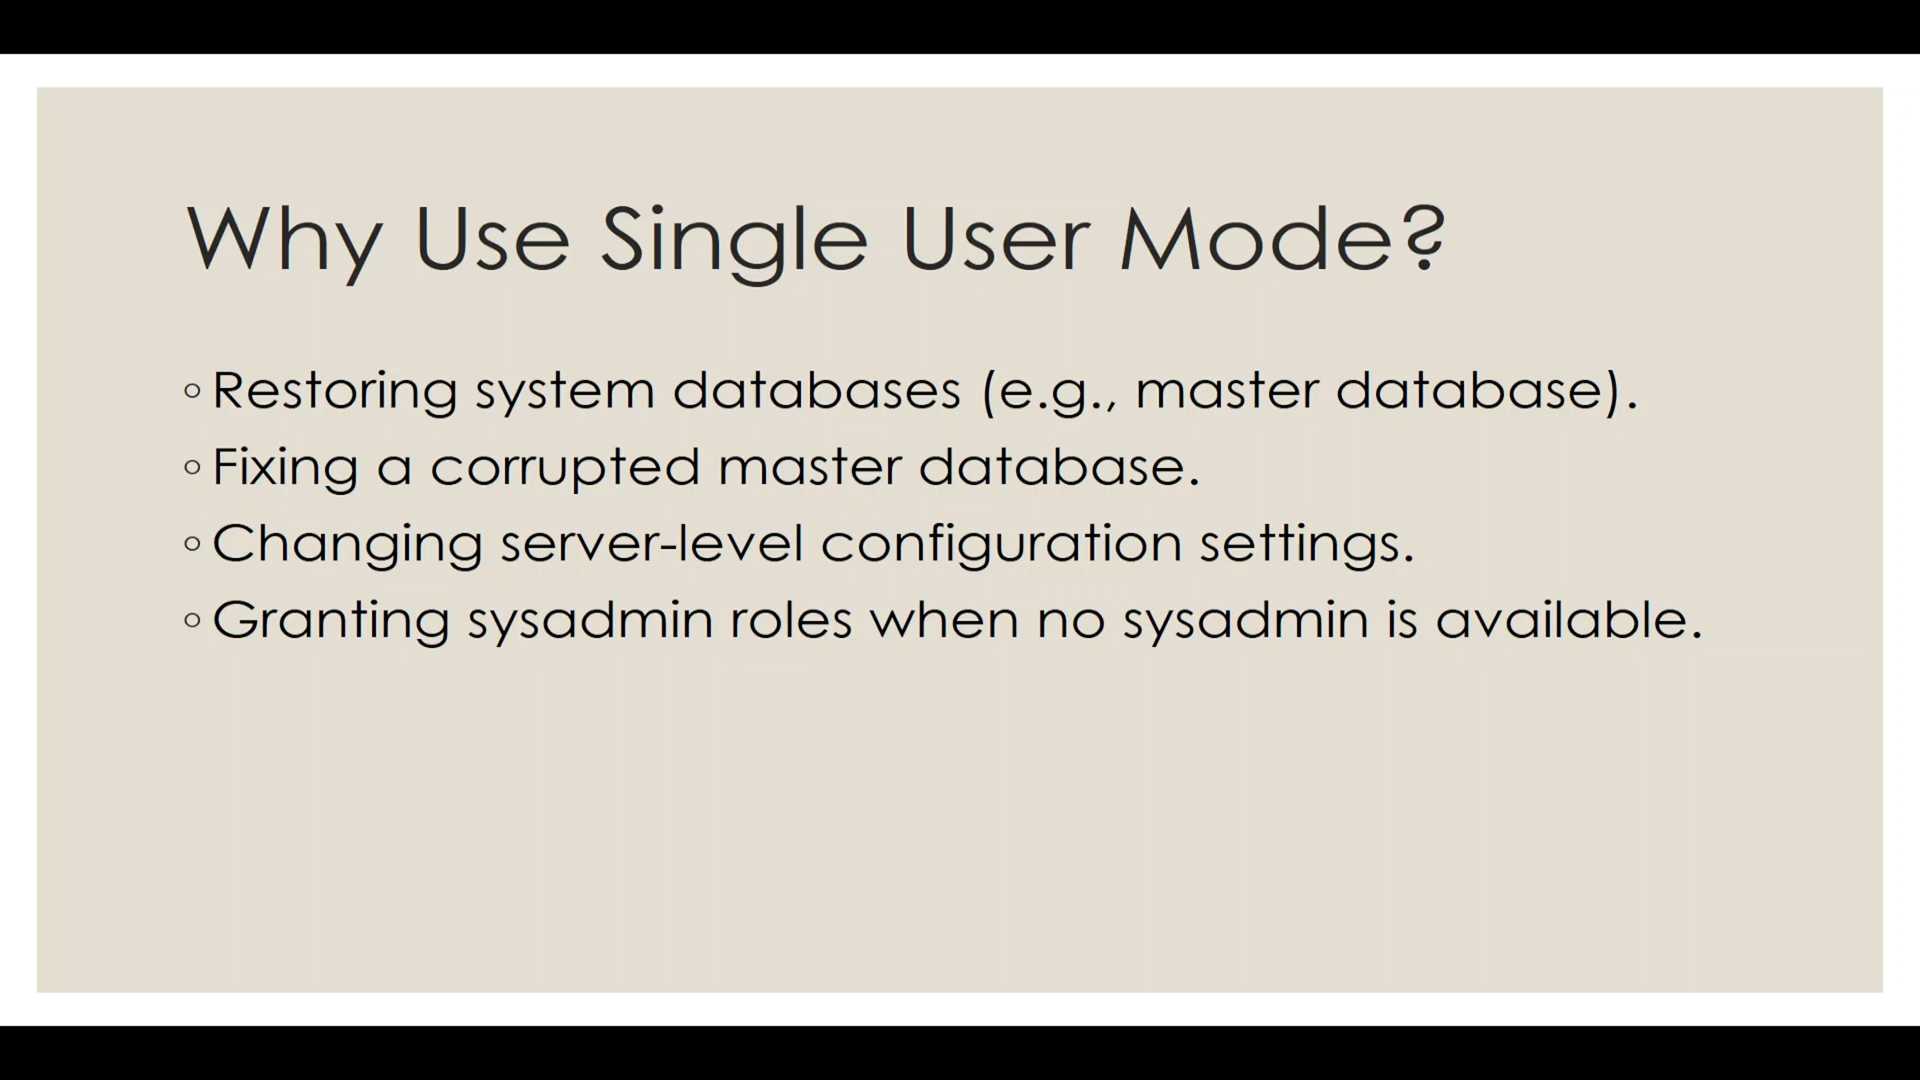 Why Use Single User Mode?
◦ Restoring system databases (e.g., master database).
◦ Fixing a corrupted master database.
◦ Changing server-level configuration settings.
◦ Granting sysadmin roles when no sysadmin is available.